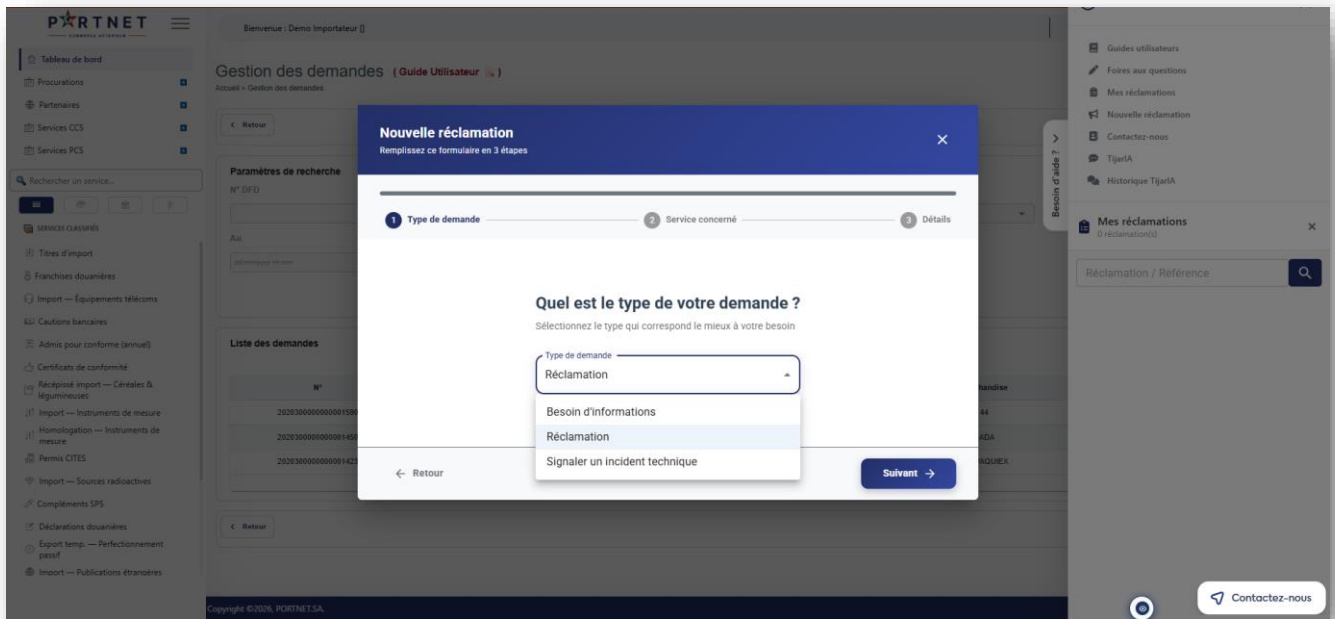 PORTNET
COMMERCE EXTERIEUR
Tableau de bord
Procurations
Partenaires
Services CCS
Services PCS
Rechercher un service...
SERVICES CLASSIFIÉS
Titres d'import
Franchises douanières
Import — Équipements télécoms
Cautions bancaires
Admis pour conforme (annuel)
Certificats de conformité
Récépissé import — Céréales &
légumineuses
Import — Instruments de mesure
Homologation — Instruments de
mesure
Permis CITES
Import — Sources radioactives
Compléments SPS
Déclarations douanières
Export temp. — Perfectionnement
passif
Import — Publications étrangères
Bienvenue : Demo Importateur []
Gestion des demandes ( Guide Utilisateur )
Accueil > Gestion des demandes
< Retour
Paramètres de recherche
N° DFD
Au
Liste des demandes
N°
handise
44
ADA
< Retour
Copyright ©2026, PORTNET.SA.
Nouvelle réclamation
Remplissez ce formulaire en 3 étapes
1 Type de demande
2 Service concerné
3 Détails
Quel est le type de votre demande ?
Sélectionnez le type qui correspond le mieux à votre besoin
Type de demande
Réclamation
Besoin d'informations
Réclamation
Signaler un incident technique
← Retour
Suivant →
Besoin d'aide ?
Guides utilisateurs
Foires aux questions
Mes réclamations
Nouvelle réclamation
Contactez-nous
TijarIA
Historique TijarIA
Mes réclamations
0 réclamation(s)
Réclamation / Référence
Contactez-nous